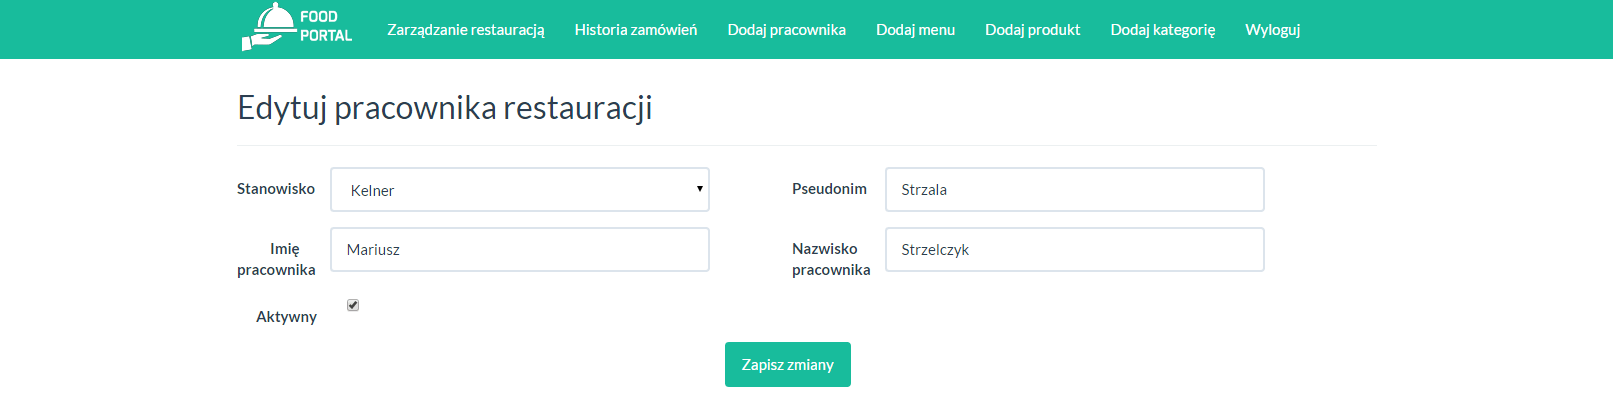 FOOD
PORTAL
Zarządzanie restauracją Historia zamówień Dodaj pracownika Dodaj menu Dodaj produkt Dodaj kategorię Wyloguj
Edytuj pracownika restauracji
Stanowisko Kelner Pseudonim Strzala
Imię
pracownika Mariusz Nazwisko
pracownika Strzelczyk
Aktywny
Zapisz zmiany